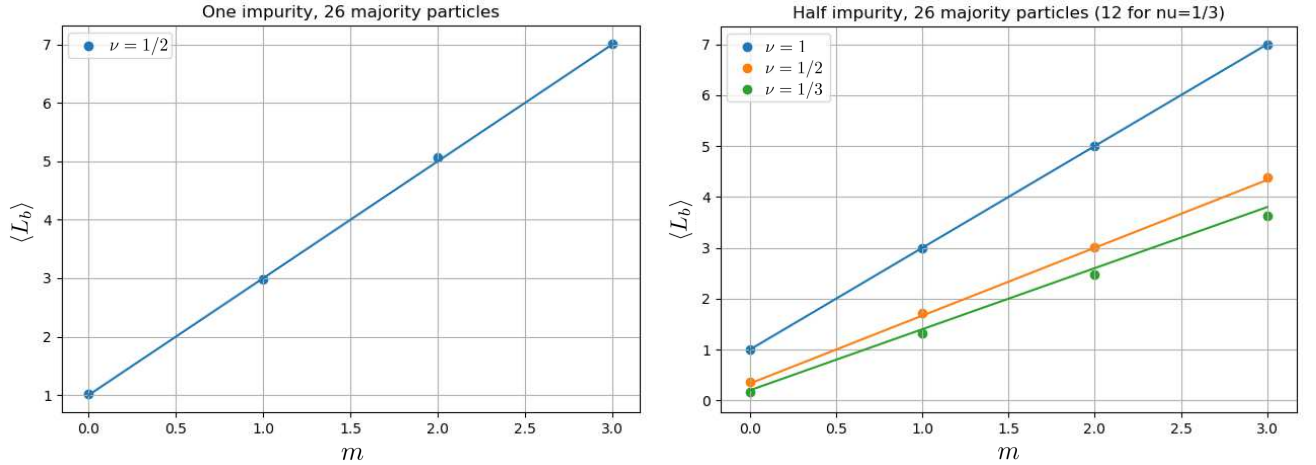 One impurity, 26 majority particles
ν = 1/2
7
6
5
4
3
2
1
⟨L_b⟩
0.0 0.5 1.0 1.5 2.0 2.5 3.0
m
Half impurity, 26 majority particles (12 for nu=1/3)
ν = 1
ν = 1/2
ν = 1/3
7
6
5
4
3
2
1
0
⟨L_b⟩
0.0 0.5 1.0 1.5 2.0 2.5 3.0
m